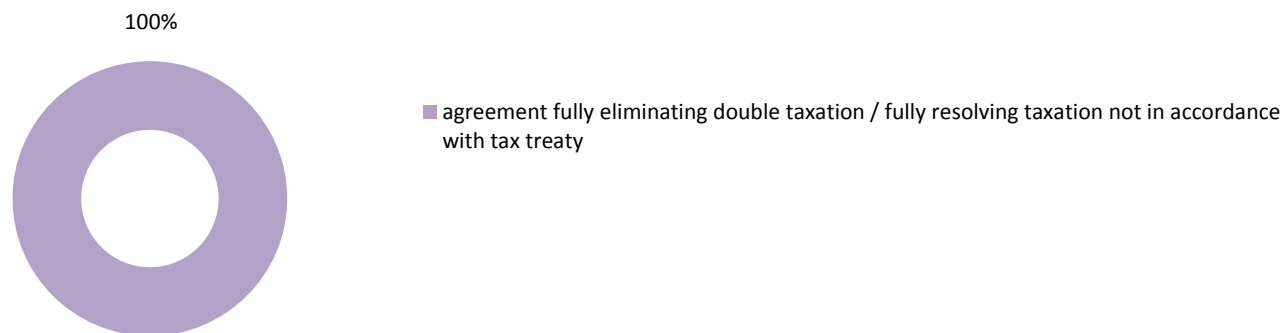 100%
agreement fully eliminating double taxation / fully resolving taxation not in accordance
with tax treaty